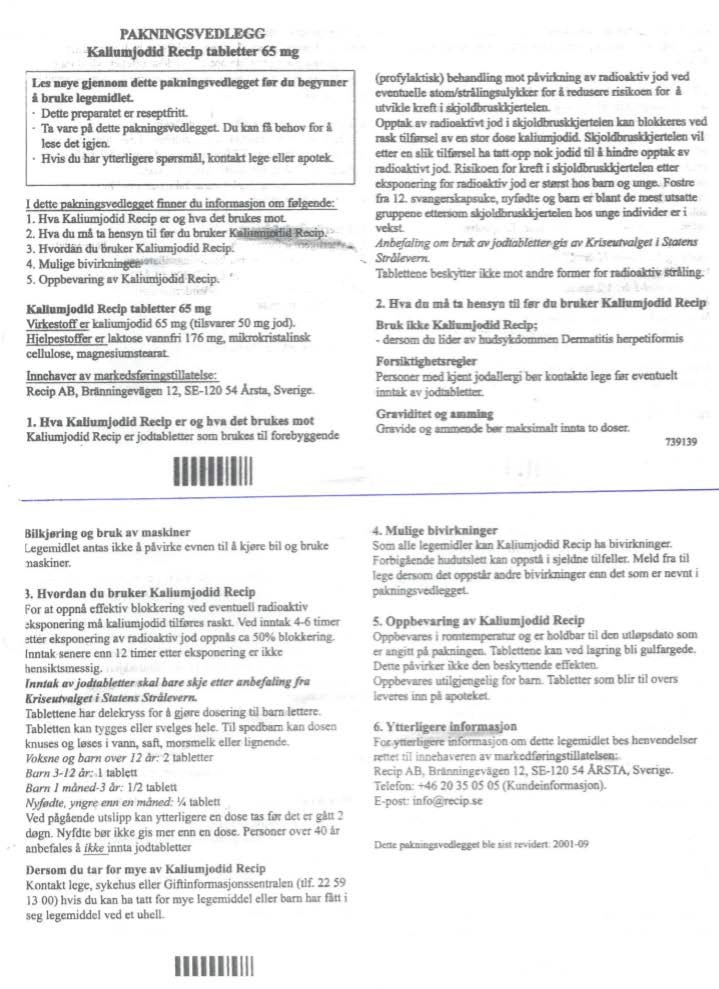 PAKNINGSVEDLEGG
Kaliumjodid Recip tabletter 65 mg
Les nøye gjennom dette pakningsvedlegget før du begynner
å bruke legemidlet.
- Dette preparatet er reseptfritt.
- Ta vare på dette pakningsvedlegget. Du kan få behov for å
lese det igjen.
- Hvis du har ytterligere spørsmål, kontakt lege eller apotek.
I dette pakningsvedlegget finner du informasjon om følgende:
1. Hva Kaliumjodid Recip er og hva det brukes mot.
2. Hva du må ta hensyn til før du bruker Kaliumjodid Recip.
3. Hvordan du bruker Kaliumjodid Recip.
4. Mulige bivirkninger
5. Oppbevaring av Kaliumjodid Recip.
Kaliumjodid Recip tabletter 65 mg
Virkestoff er kaliumjodid 65 mg (tilsvarer 50 mg jod).
Hjelpestoffer er laktose vannfri 176 mg, mikrokristalinsk
cellulose, magnesiumstearat.
Innehaver av markedsføringstillatelse:
Recip AB, Bränningevägen 12, SE-120 54 Årsta, Sverige.
1. Hva Kaliumjodid Recip er og hva det brukes mot
Kaliumjodid Recip er jodtabletter som brukes til forebyggende
(profylaktisk) behandling mot påvirkning av radioaktiv jod ved
eventuelle atom/strålingsulykker for å redusere risikoen for å
utvikle kreft i skjoldbruskkjertelen.
Opptak av radioaktivt jod i skjoldbruskkjertelen kan blokkeres ved
rask tilførsel av en stor dose kaliumjodid. Skjoldbruskkjertelen vil
etter en slik tilførsel ha tatt opp nok jodid til å hindre opptak av
radioaktivt jod. Risikoen for kreft i skjoldbruskkjertelen etter
eksponering for radioaktiv jod er størst hos barn og unge. Fostre
fra 12. svangerskapsuke, nyfødte og barn er blant de mest utsatte
gruppene ettersom skjoldbruskkjertelen hos unge individer er i
vekst.
Anbefaling om bruk av jodtabletter gis av Kriseutvalget i Statens
Strålevern.
Tablettene beskytter ikke mot andre former for radioaktiv stråling.
2. Hva du må ta hensyn til før du bruker Kaliumjodid Recip
Bruk ikke Kaliumjodid Recip;
- dersom du lider av hudsykdommen Dermatitis herpetiformis
Forsiktighetsregler
Personer med kjent jodallergi bør kontakte lege før eventuelt
inntak av jodtabletter.
Graviditet og amming
Gravide og ammende bør maksimalt innta to doser.
739139
Bilkjøring og bruk av maskiner
Legemidlet antas ikke å påvirke evnen til å kjøre bil og bruke
maskiner.
3. Hvordan du bruker Kaliumjodid Recip
For at oppnå effektiv blokkering ved eventuell radioaktiv
eksponering må kaliumjodid tilføres raskt. Ved inntak 4-6 timer
etter eksponering av radioaktiv jod oppnås ca 50% blokkering.
Inntak senere enn 12 timer etter eksponering er ikke
hensiktsmessig.
Inntak av jodtabletter skal bare skje etter anbefaling fra
Kriseutvalget i Statens Strålevern.
Tablettene har delekryss for å gjøre dosering til barn lettere.
Tabletten kan tygges eller svelges hele. Til spedbarn kan dosen
knuses og løses i vann, saft, morsmelk eller lignende.
Voksne og barn over 12 år: 2 tabletter
Barn 3-12 år: 1 tablett
Barn 1 måned-3 år: 1/2 tablett
Nyfødte, yngre enn en måned: ¼ tablett
Ved pågående utslipp kan ytterligere en dose tas før det er gått 2
døgn. Nyfdte bør ikke gis mer enn en dose. Personer over 40 år
anbefales å ikke innta jodtabletter
Dersom du tar for mye av Kaliumjodid Recip
Kontakt lege, sykehus eller Giftinformasjonssentralen (tlf. 22 59
13 00) hvis du kan ha tatt for mye legemiddel eller barn har fått i
seg legemiddel ved et uhell.
4. Mulige bivirkninger
Som alle legemidler kan Kaliumjodid Recip ha bivirkninger.
Forbigående hudutslett kan oppstå i sjeldne tilfeller. Meld fra til
lege dersom det oppstår andre bivirkninger enn det som er nevnt i
pakningsvedlegget.
5. Oppbevaring av Kaliumjodid Recip
Oppbevares i romtemperatur og er holdbar til den utløpsdato som
er angitt på pakningen. Tablettene kan ved lagring bli gulfargede.
Dette påvirker ikke den beskyttende effekten.
Oppbevares utilgjengelig for barn. Tabletter som blir til overs
leveres inn på apoteket.
6. Ytterligere informasjon
For ytterligere informasjon om dette legemidlet bes henvendelser
rettet til innehaveren av markedføringstillatelsen:
Recip AB, Bränningevägen 12, SE-120 54 ÅRSTA, Sverige.
Telefon: +46 20 35 05 05 (Kundeinformasjon).
E-post: info@recip.se
Dette pakningsvedlegget ble sist revidert: 2001-09